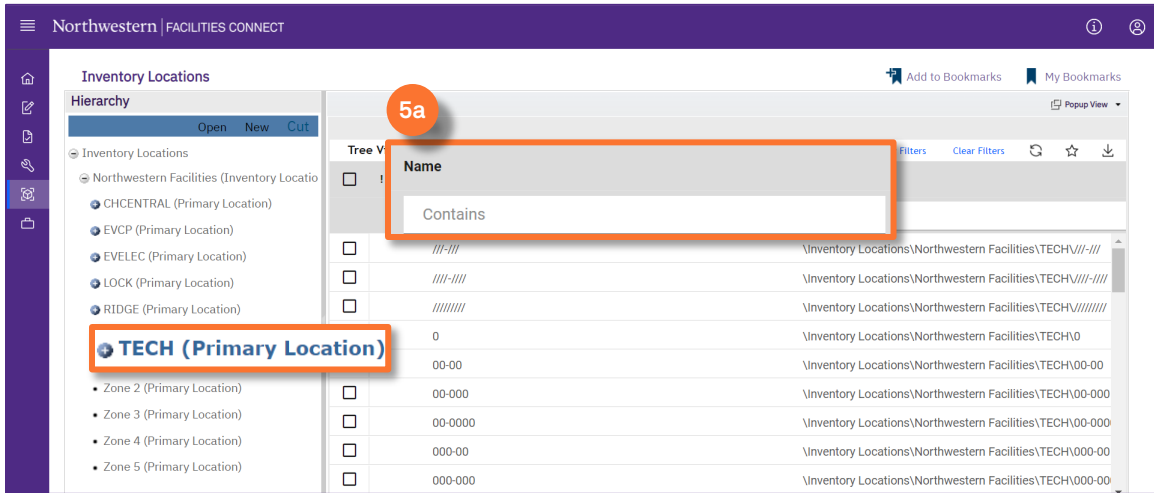 Northwestern | FACILITIES CONNECT
Inventory Locations
Add to Bookmarks
My Bookmarks
Hierarchy
Popup View
5a
Open New Cut
Tree V
Filters
Clear Filters
Name
!
Contains
Inventory Locations
Northwestern Facilities (Inventory Locatio
CHCENTRAL (Primary Location)
EVCP (Primary Location)
EVELEC (Primary Location)
LOCK (Primary Location)
RIDGE (Primary Location)
TECH (Primary Location)
Zone 2 (Primary Location)
Zone 3 (Primary Location)
Zone 4 (Primary Location)
Zone 5 (Primary Location)
///-/// \Inventory Locations\Northwestern Facilities\TECH\///-///
////-//// \Inventory Locations\Northwestern Facilities\TECH\////-////
///////// \Inventory Locations\Northwestern Facilities\TECH\/////////
0 \Inventory Locations\Northwestern Facilities\TECH\0
00-00 \Inventory Locations\Northwestern Facilities\TECH\00-00
00-000 \Inventory Locations\Northwestern Facilities\TECH\00-000
00-0000 \Inventory Locations\Northwestern Facilities\TECH\00-000
000-00 \Inventory Locations\Northwestern Facilities\TECH\000-00
000-000 \Inventory Locations\Northwestern Facilities\TECH\000-00